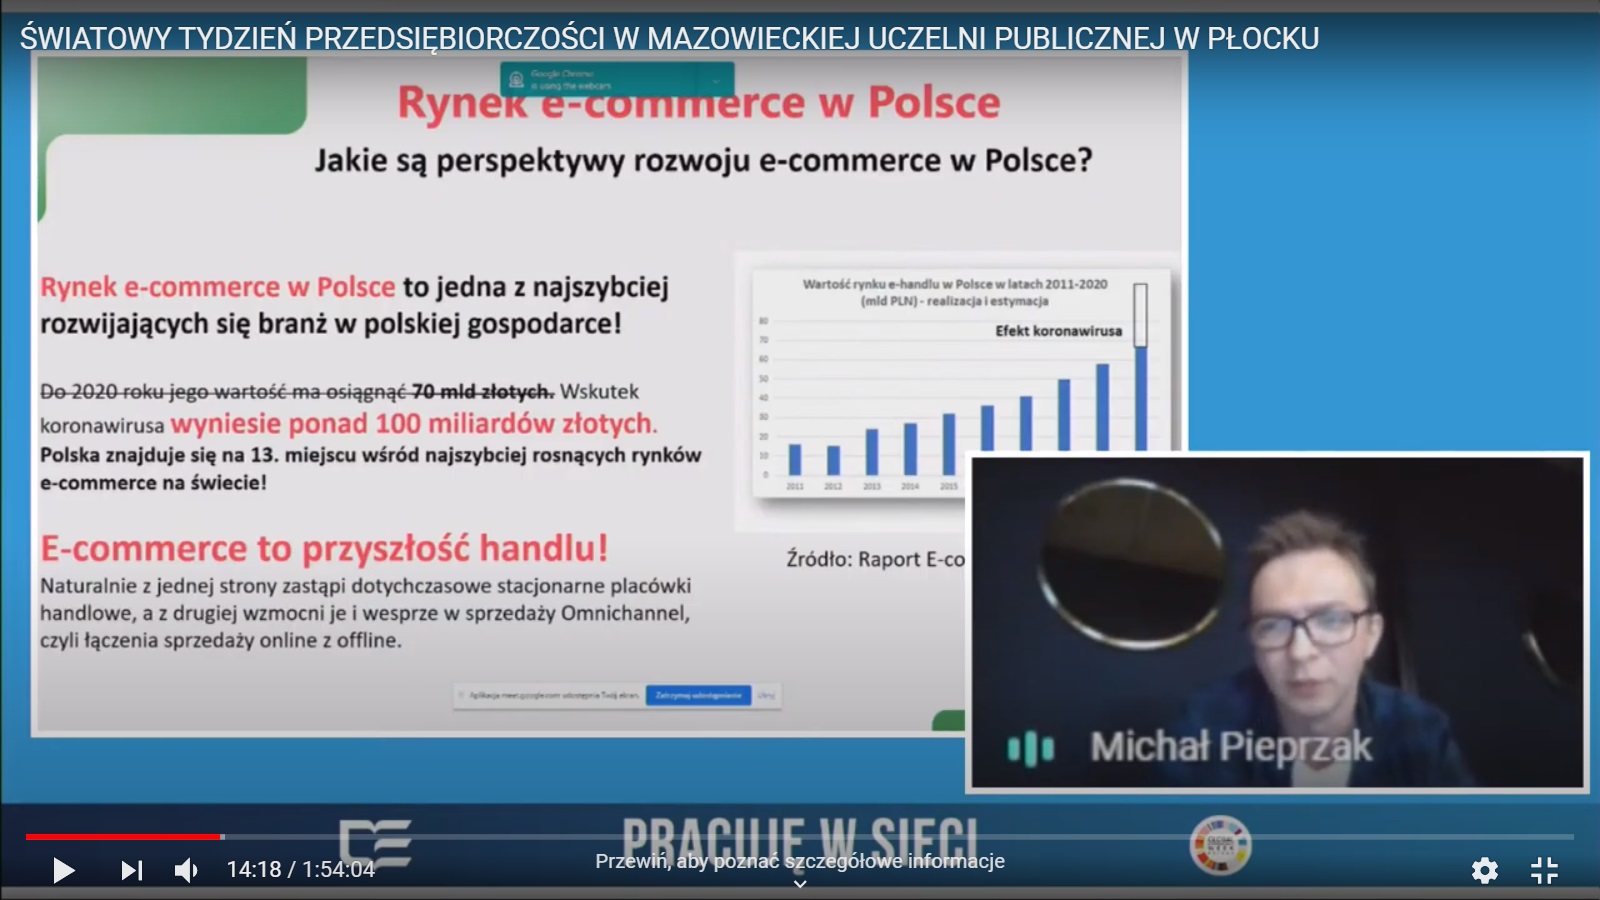 ŚWIATOWY TYDZIEŃ PRZEDSIĘBIORCZOŚCI W MAZOWIECKIEJ UCZELNI PUBLICZNEJ W PŁOCKU
Google Chrome
is using the webcam
Rynek e-commerce w Polsce
Jakie są perspektywy rozwoju e-commerce w Polsce?
Rynek e-commerce w Polsce to jedna z najszybciej
rozwijających się branż w polskiej gospodarce!
Do 2020 roku jego wartość ma osiągnąć 70 mld złotych. Wskutek
koronawirusa wyniesie ponad 100 miliardów złotych.
Polska znajduje się na 13. miejscu wśród najszybciej rosnących rynków
e-commerce na świecie!
E-commerce to przyszłość handlu!
Naturalnie z jednej strony zastąpi dotychczasowe stacjonarne placówki
handlowe, a z drugiej wzmocni je i wesprze w sprzedaży Omnichannel,
czyli łączenia sprzedaży online z offline.
Wartość rynku e-handlu w Polsce w latach 2011-2020
(mld PLN) - realizacja i estymacja
Efekt koronawirusa
80
70
60
50
40
30
20
10
0
2011 2012 2013 2014 2015
Źródło: Raport E-co
Aplikacja meet.google.com udostępnia Twój ekran. Zatrzymaj udostępnianie Ukryj
Michał Pieprzak
PRACUJĘ W SIECI
GLOBAL
WEEK
Przewiń, aby poznać szczegółowe informacje
14:18 / 1:54:04